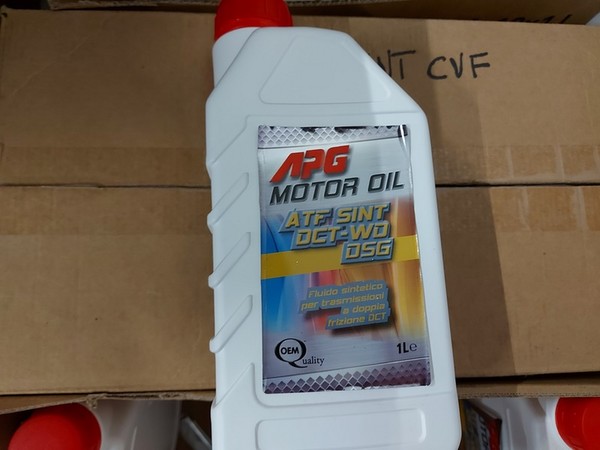 NT CVF
APG
MOTOR OIL
ATF SINT
DCT-WD
DSG
Fluido sintetico
per trasmissioni
a doppia
frizione DCT
OEM
Quality
1L e